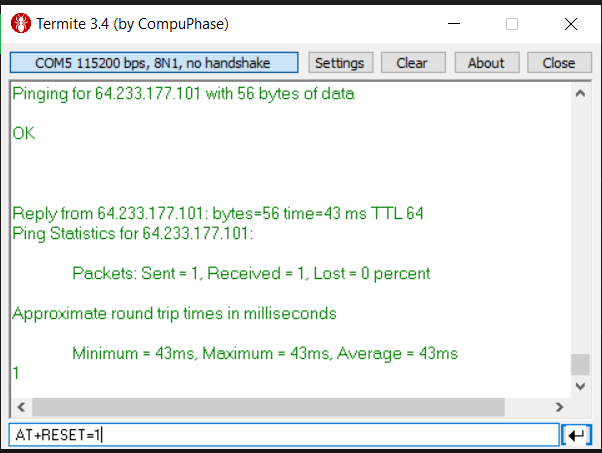 Termite 3.4 (by CompuPhase)
COM5 115200 bps, 8N1, no handshake Settings Clear About Close
Pinging for 64.233.177.101 with 56 bytes of data
OK
Reply from 64.233.177.101: bytes=56 time=43 ms TTL 64
Ping Statistics for 64.233.177.101:
Packets: Sent = 1, Received = 1, Lost = 0 percent
Approximate round trip times in milliseconds
Minimum = 43ms, Maximum = 43ms, Average = 43ms
1
AT+RESET=1